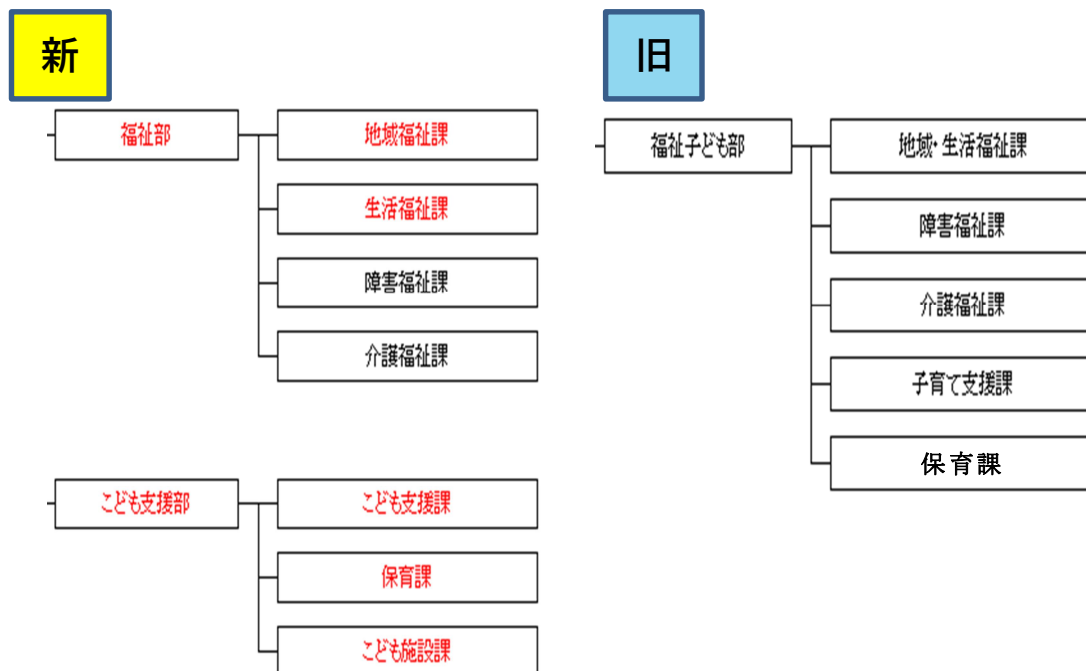 新
福祉部
地域福祉課
生活福祉課
障害福祉課
介護福祉課
こども支援部
こども支援課
保育課
こども施設課
旧
福祉子ども部
地域・生活福祉課
障害福祉課
介護福祉課
子育て支援課
保育課